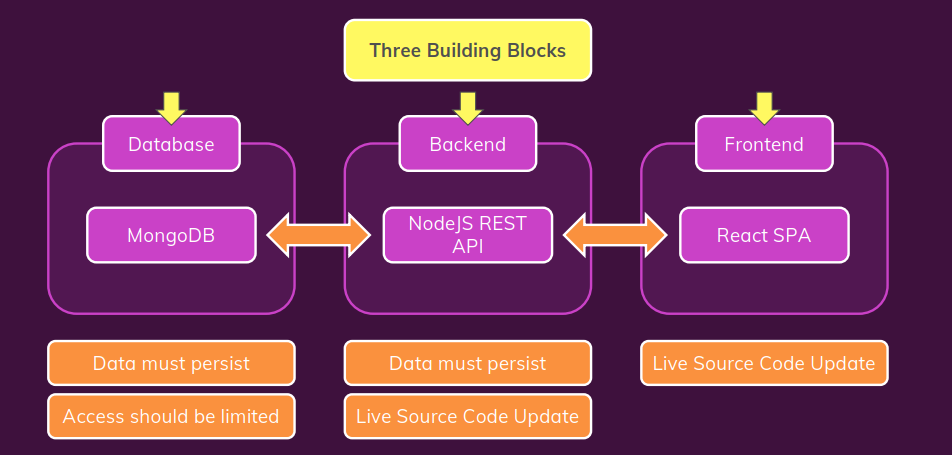 Three Building Blocks
Database
Backend
Frontend
MongoDB
NodeJS REST
API
React SPA
Data must persist
Data must persist
Live Source Code Update
Access should be limited
Live Source Code Update